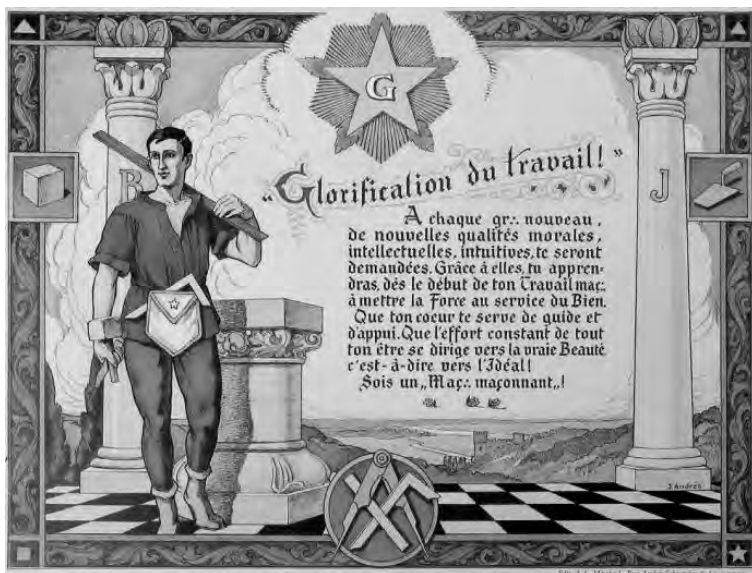 G
B
J
„Glorification du travail!”
A chaque gr∴ nouveau,
de nouvelles qualités morales,
intellectuelles, intuitives, te seront
demandées. Grâce à elles, tu appren-
dras, dès le début de ton Travail maç∴
à mettre la Force au service du Bien.
Que ton coeur te serve de guide et
d'appui. Que l'effort constant de tout
ton être se dirige vers la vraie Beauté
c'est-à-dire vers l'Idéal!
Sois un „Maç∴ maçonnant„!
J. Andrés